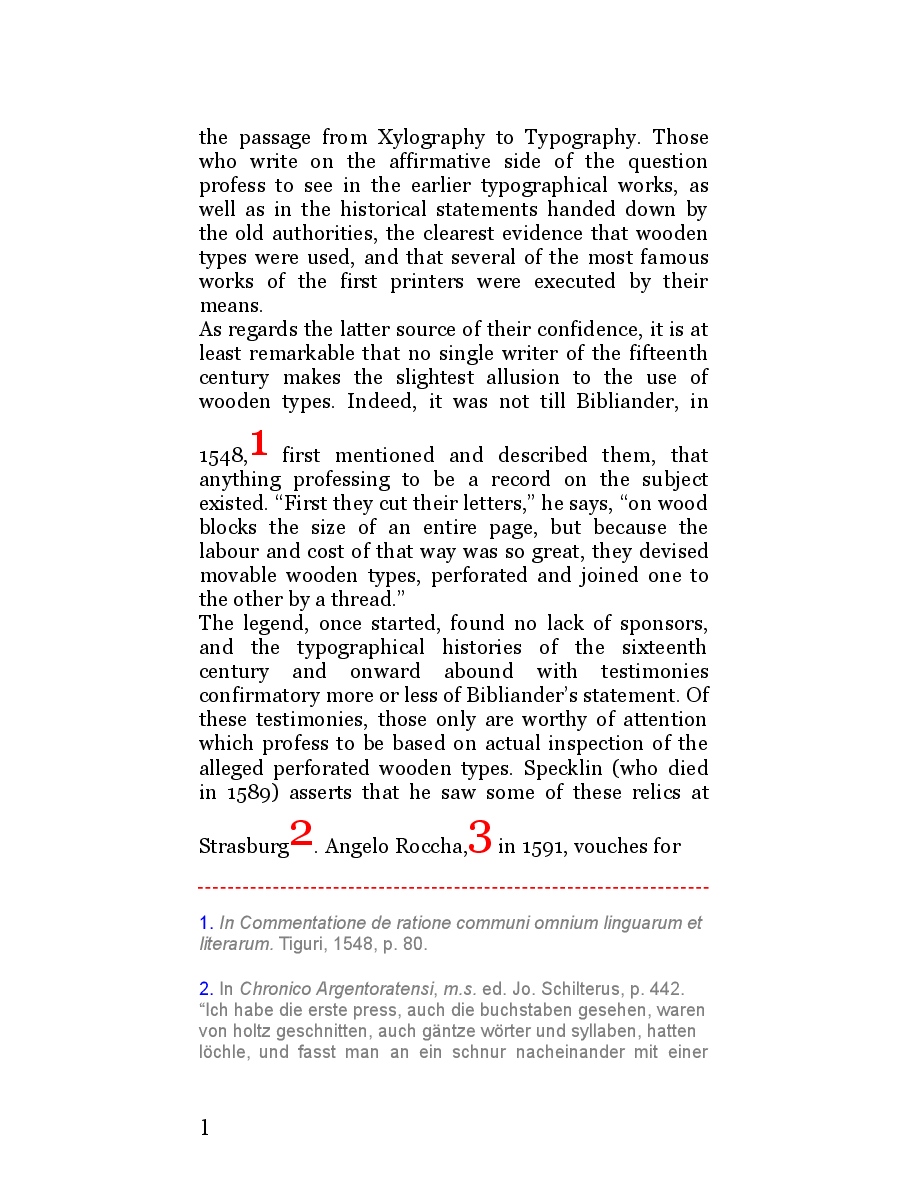 the passage from Xylography to Typography. Those
who write on the affirmative side of the question
profess to see in the earlier typographical works, as
well as in the historical statements handed down by
the old authorities, the clearest evidence that wooden
types were used, and that several of the most famous
works of the first printers were executed by their
means.
As regards the latter source of their confidence, it is at
least remarkable that no single writer of the fifteenth
century makes the slightest allusion to the use of
wooden types. Indeed, it was not till Bibliander, in
1548,1 first mentioned and described them, that
anything professing to be a record on the subject
existed. “First they cut their letters,” he says, “on wood
blocks the size of an entire page, but because the
labour and cost of that way was so great, they devised
movable wooden types, perforated and joined one to
the other by a thread.”
The legend, once started, found no lack of sponsors,
and the typographical histories of the sixteenth
century and onward abound with testimonies
confirmatory more or less of Bibliander’s statement. Of
these testimonies, those only are worthy of attention
which profess to be based on actual inspection of the
alleged perforated wooden types. Specklin (who died
in 1589) asserts that he saw some of these relics at
Strasburg2. Angelo Roccha,3 in 1591, vouches for
1. In Commentatione de ratione communi omnium linguarum et
literarum. Tiguri, 1548, p. 80.
2. In Chronico Argentoratensi, m.s. ed. Jo. Schilterus, p. 442.
“Ich habe die erste press, auch die buchstaben gesehen, waren
von holtz geschnitten, auch gäntze wörter und syllaben, hatten
löchle, und fasst man an ein schnur nacheinander mit einer
1